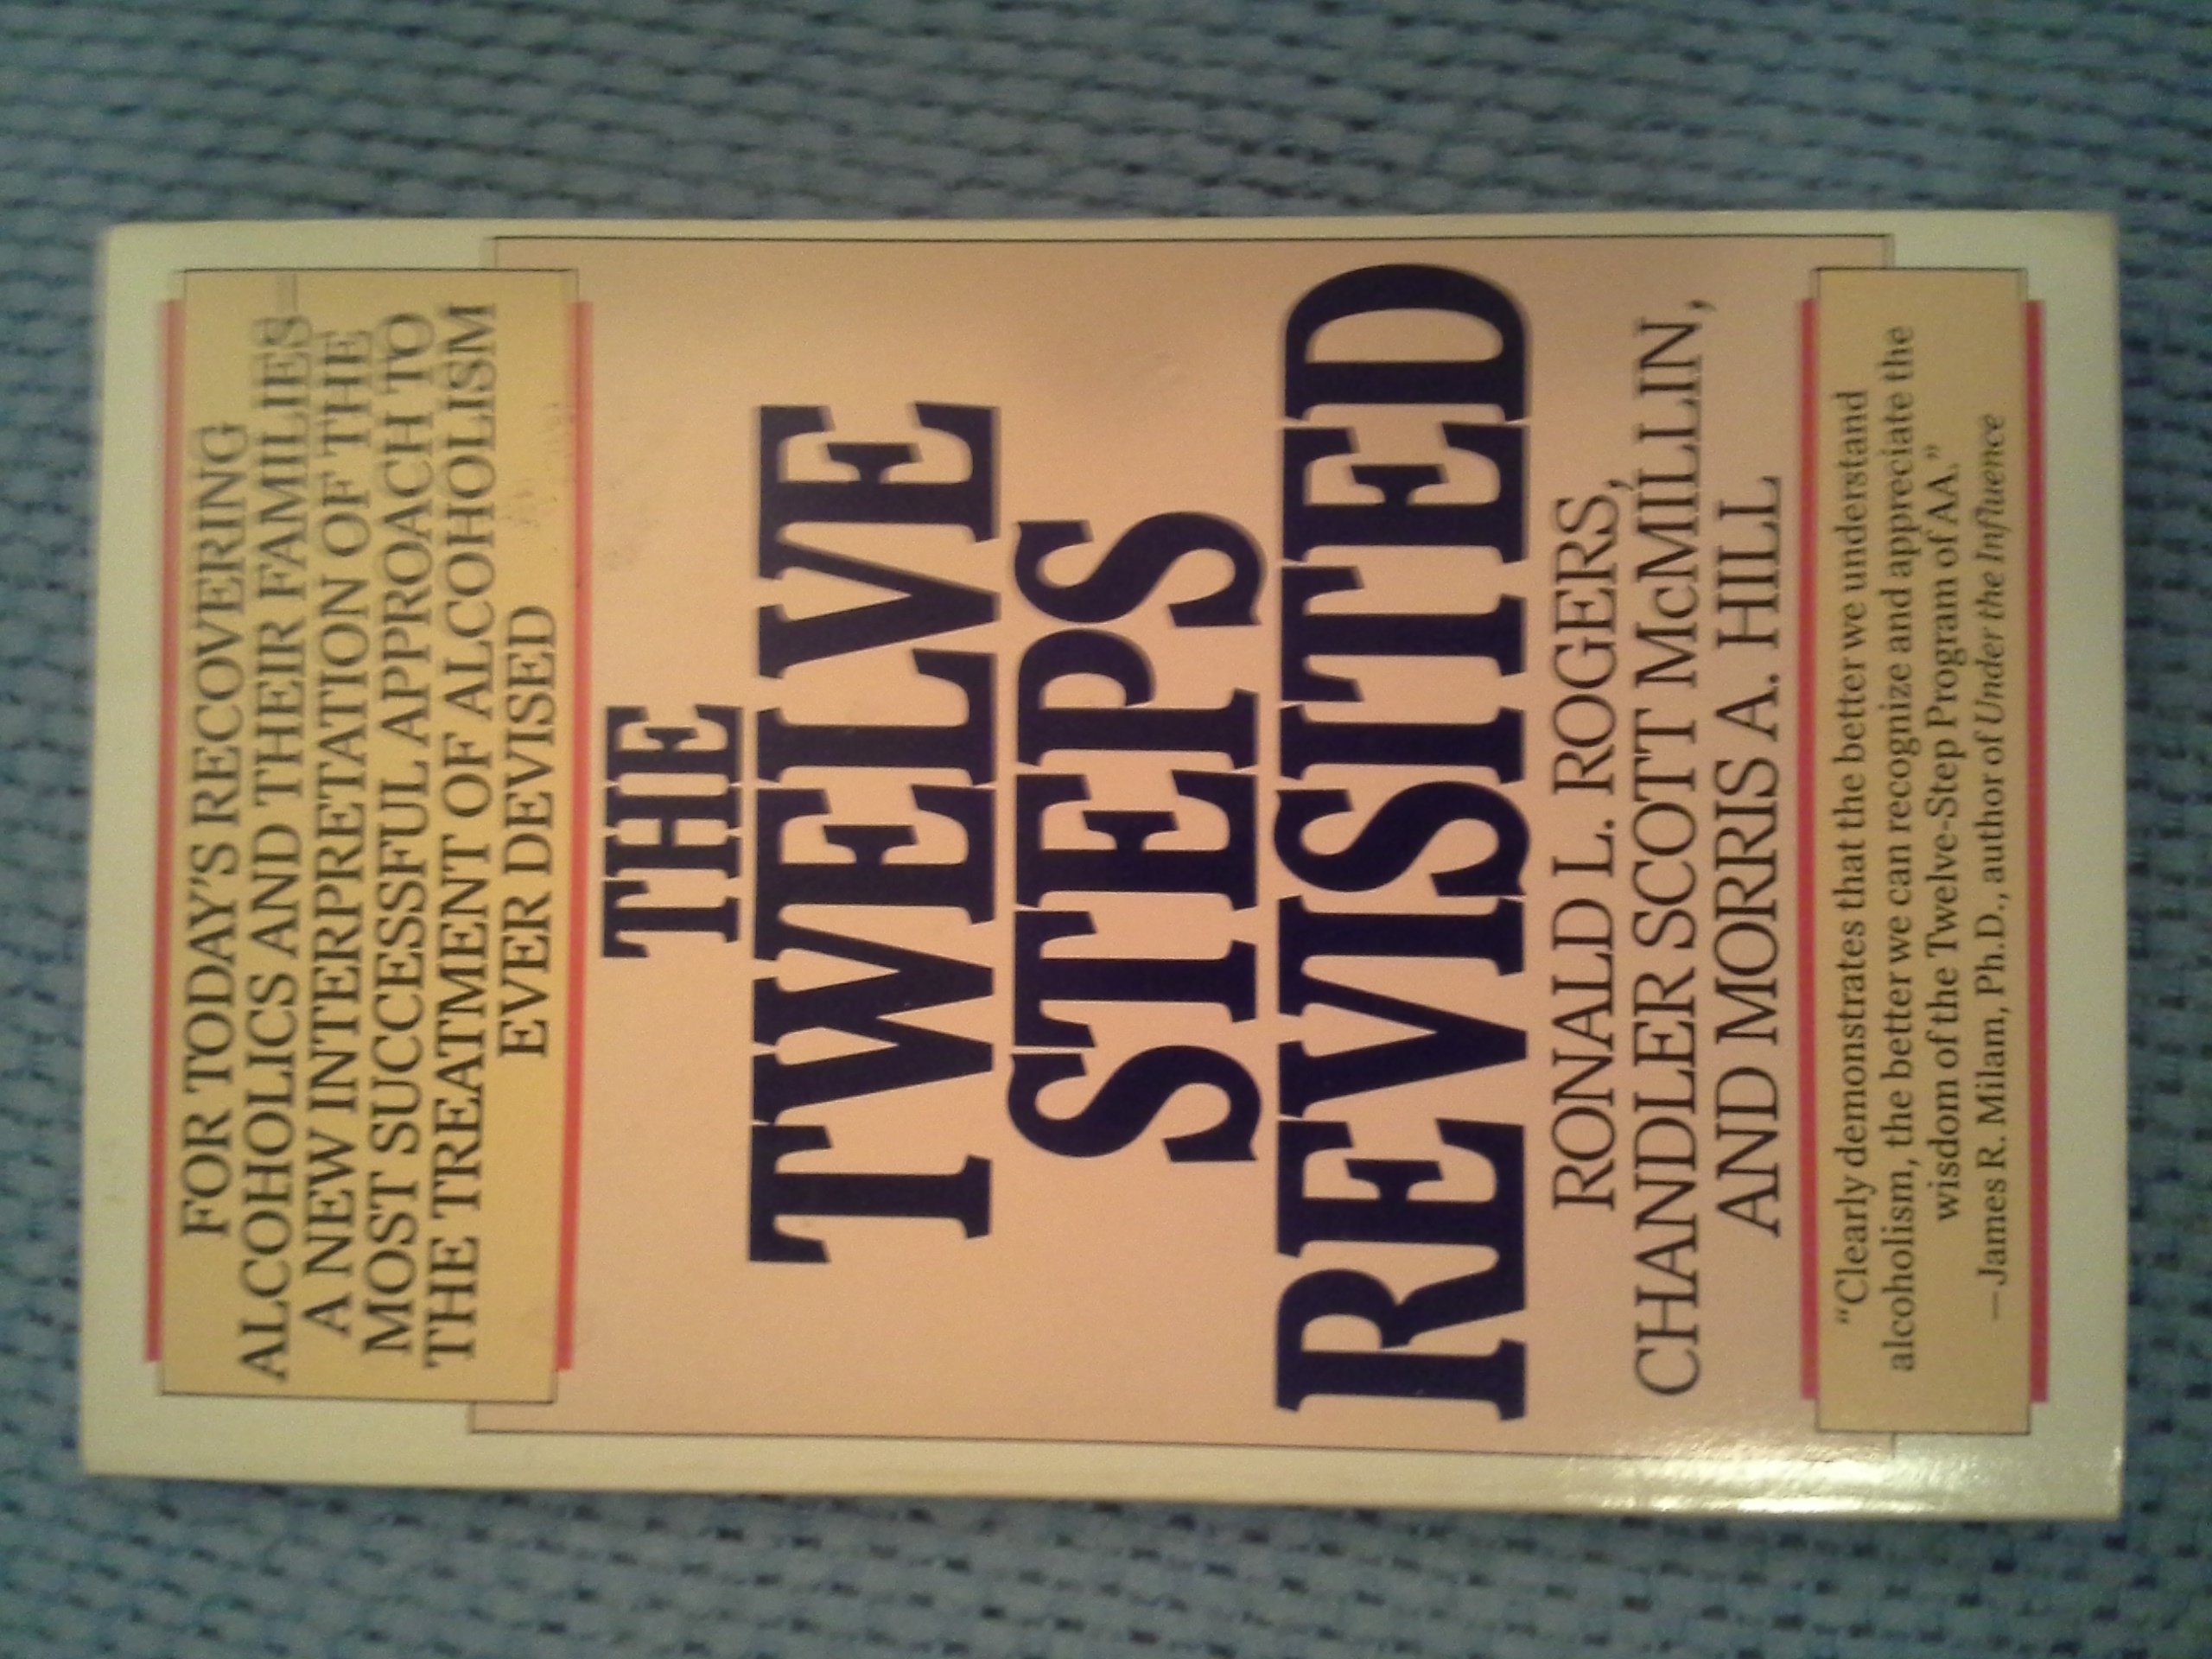 FOR TODAY'S RECOVERING
ALCOHOLICS AND THEIR FAMILIES—
A NEW INTERPRETATION OF THE
MOST SUCCESSFUL APPROACH TO
THE TREATMENT OF ALCOHOLISM
EVER DEVISED
THE
TWELVE
STEPS
REVISITED
RONALD L. ROGERS,
CHANDLER SCOTT McMILLIN,
AND MORRIS A. HILL
"Clearly demonstrates that the better we understand
alcoholism, the better we can recognize and appreciate the
wisdom of the Twelve-Step Program of AA."
—James R. Milam, Ph.D., author of Under the Influence